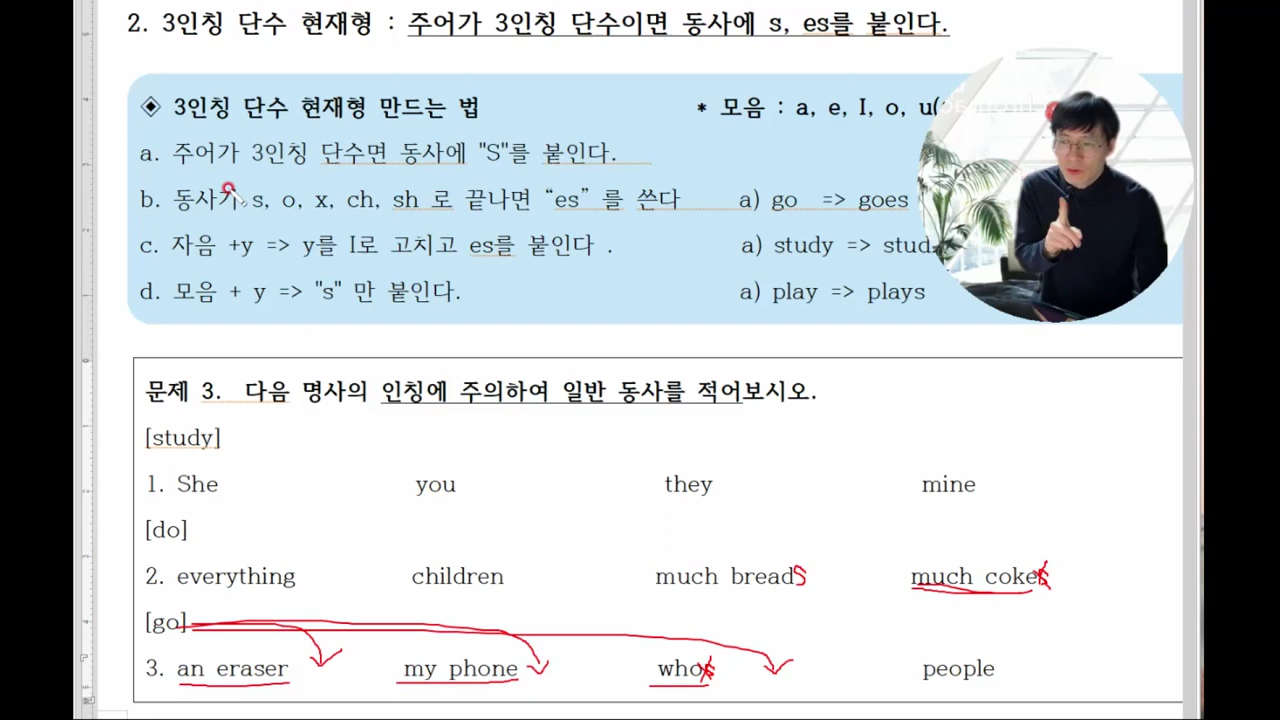 2. 3인칭 단수 현재형 : 주어가 3인칭 단수이면 동사에 s, es를 붙인다.
◈ 3인칭 단수 현재형 만드는 법 * 모음 : a, e, I, o, u(
a. 주어가 3인칭 단수면 동사에 "S"를 붙인다.
b. 동사가 s, o, x, ch, sh 로 끝나면 “es” 를 쓴다 a) go => goes
c. 자음 +y => y를 I로 고치고 es를 붙인다 . a) study => stud
d. 모음 + y => "s" 만 붙인다. a) play => plays
문제 3. 다음 명사의 인칭에 주의하여 일반 동사를 적어보시오.
[study]
1. She you they mine
[do]
2. everything children much breadS much cokes
[go]
3. an eraser my phone whos people